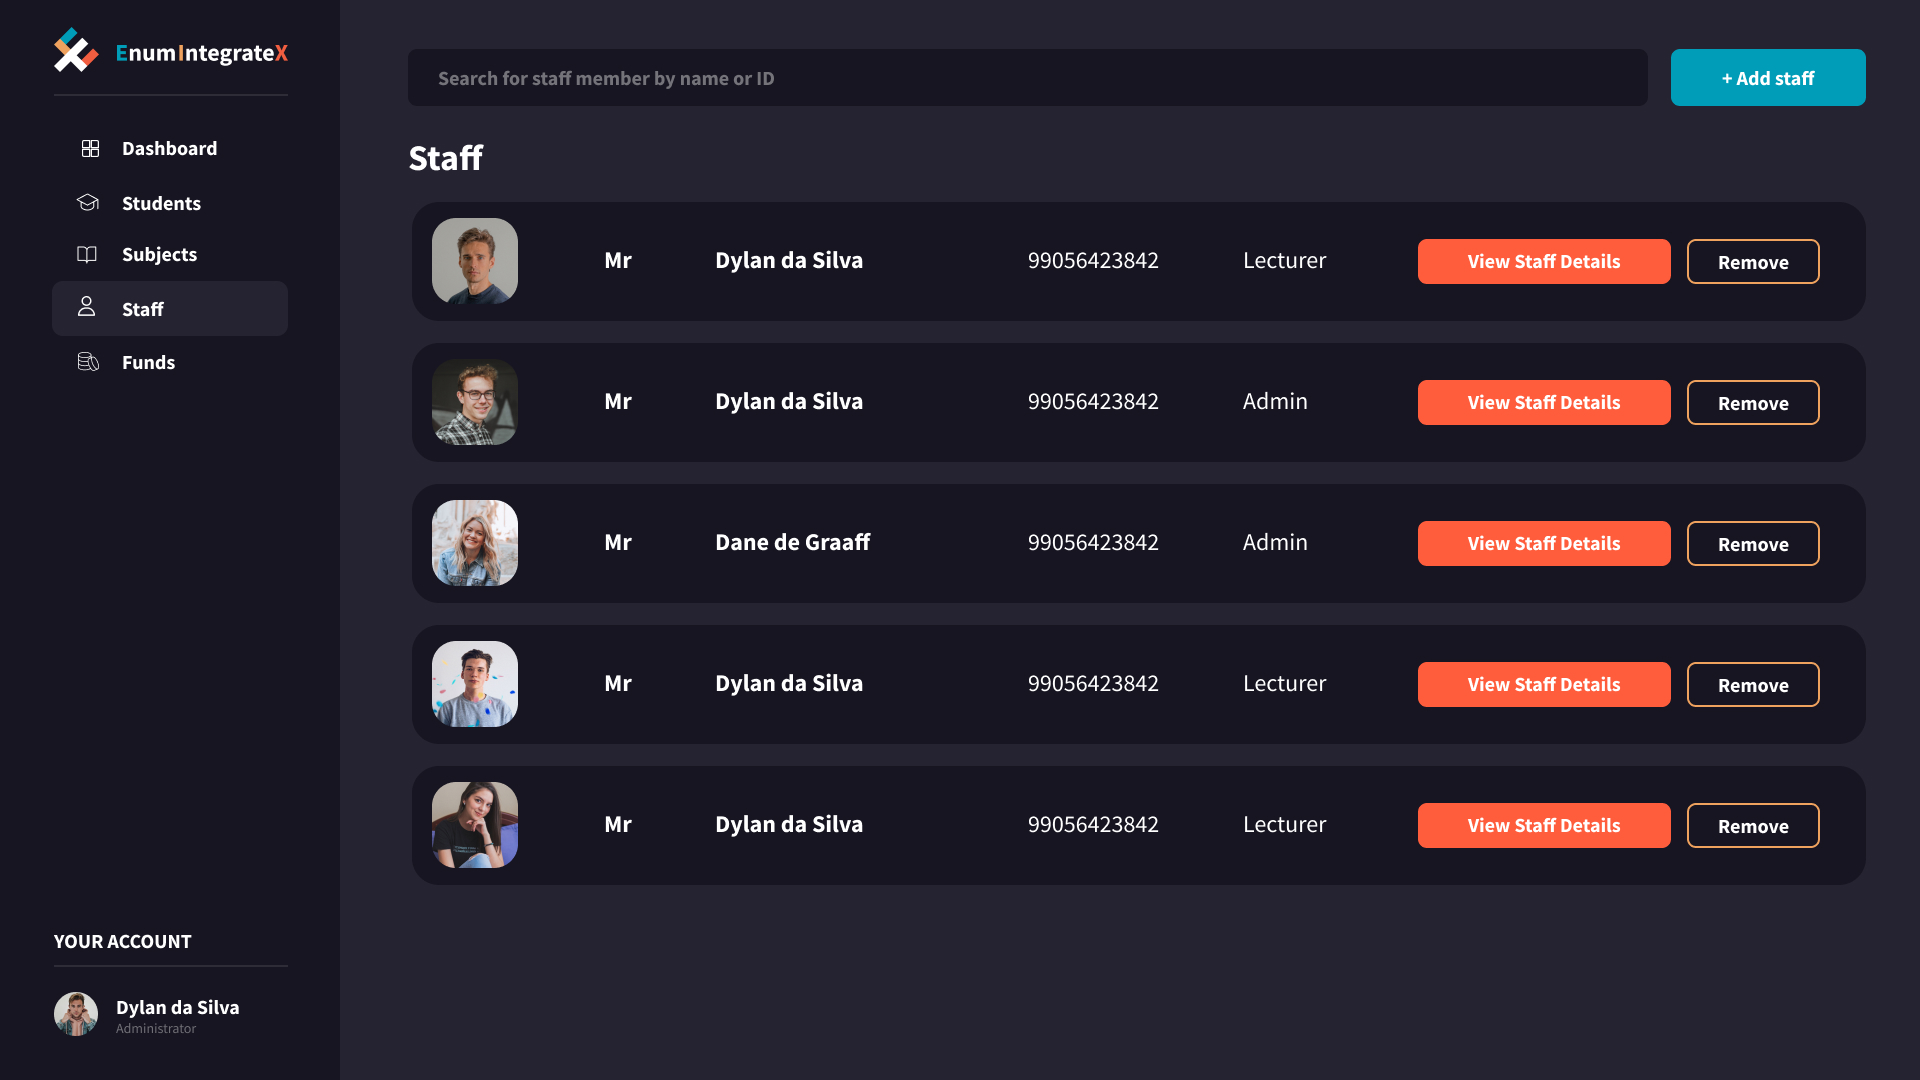 EnumIntegrateX
Dashboard
Students
Subjects
Staff
Funds
YOUR ACCOUNT
Dylan da Silva
Administrator
Search for staff member by name or ID
+ Add staff
Staff
Mr Dylan da Silva 99056423842 Lecturer View Staff Details Remove
Mr Dylan da Silva 99056423842 Admin View Staff Details Remove
Mr Dane de Graaff 99056423842 Admin View Staff Details Remove
Mr Dylan da Silva 99056423842 Lecturer View Staff Details Remove
Mr Dylan da Silva 99056423842 Lecturer View Staff Details Remove